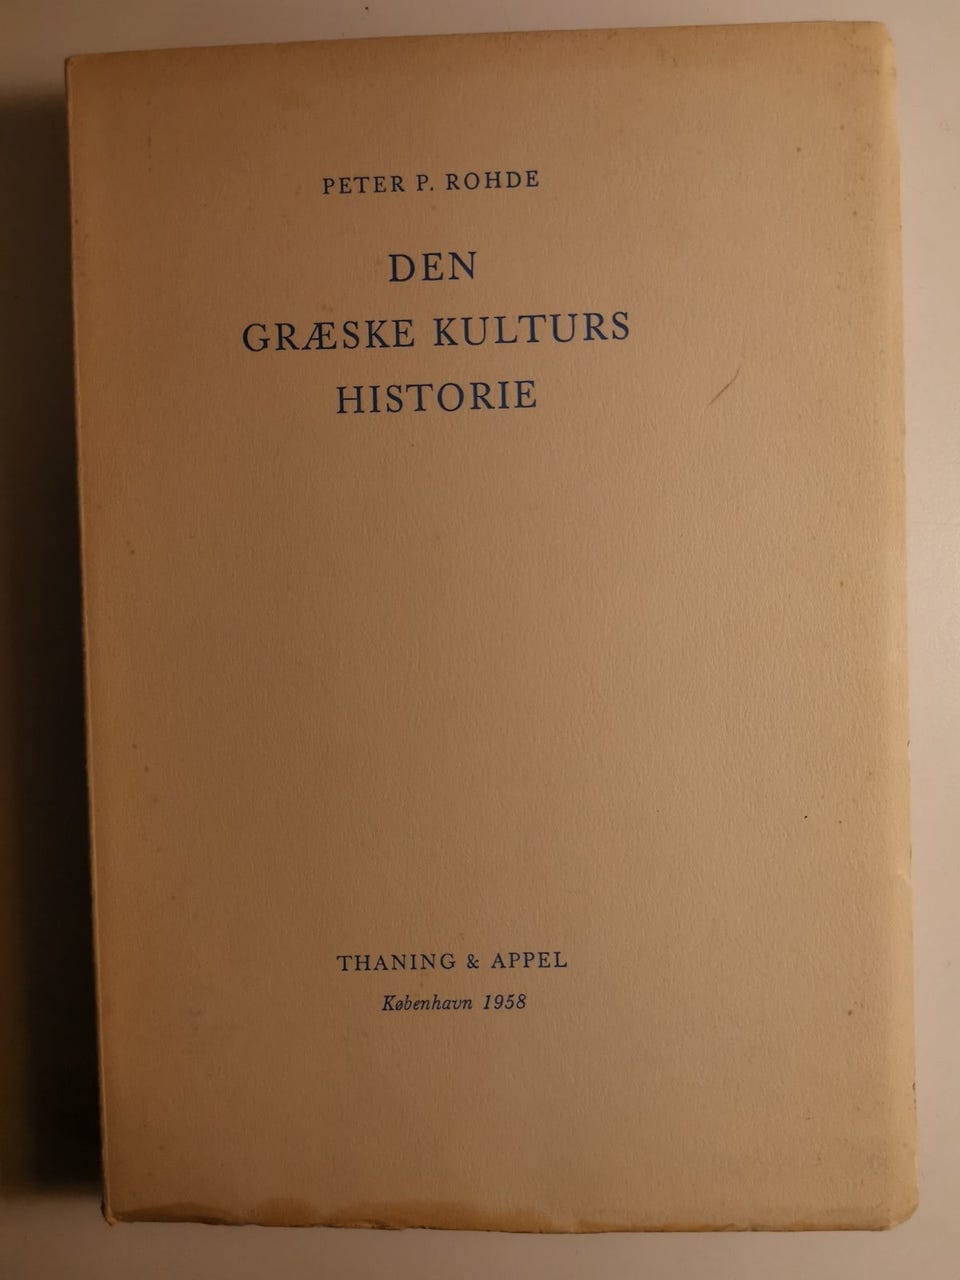 PETER P. ROHDE
DEN
GRÆSKE KULTURS
HISTORIE
THANING & APPEL
København 1958